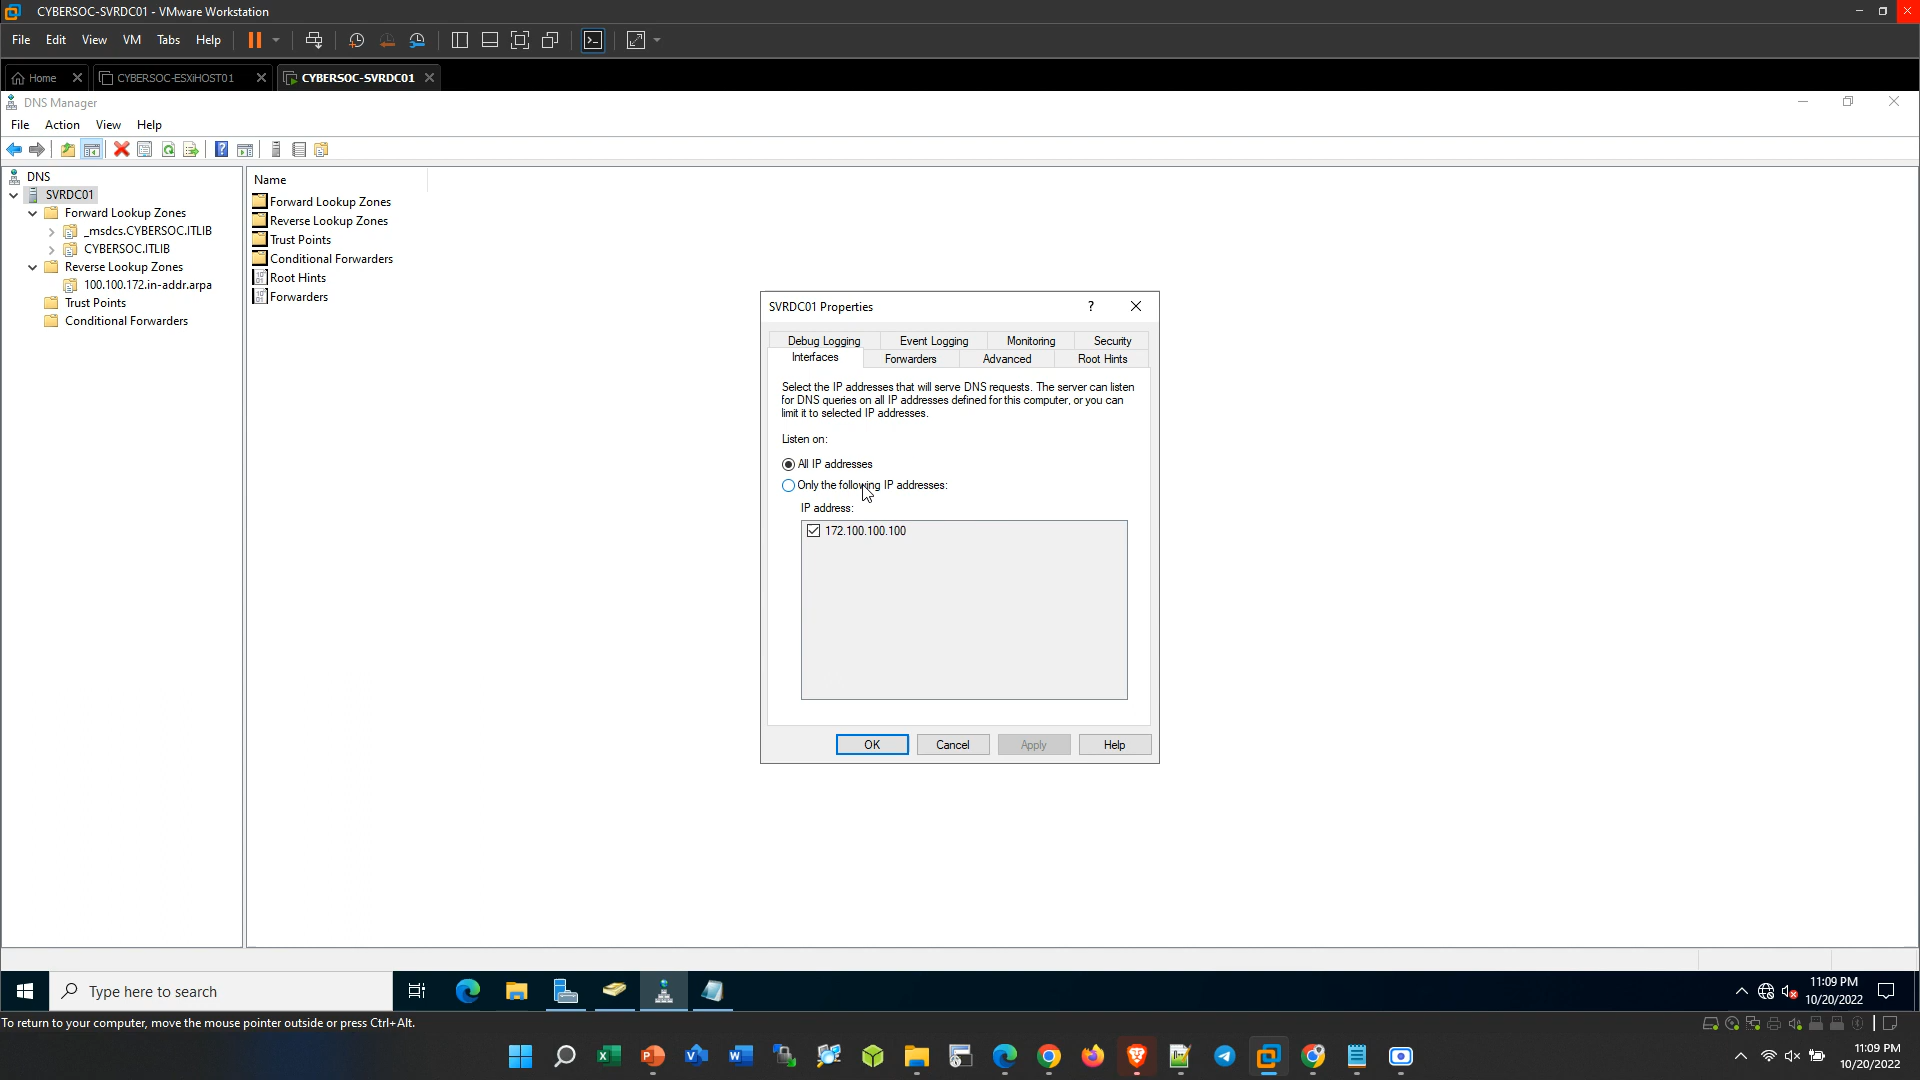 CYBERSOC-SVRDC01 - VMware Workstation
File Edit View VM Tabs Help
Home CYBERSOC-ESXiHOST01 CYBERSOC-SVRDC01
DNS Manager
File Action View Help
DNS
SVRDC01
Forward Lookup Zones
_msdcs.CYBERSOC.ITLIB
CYBERSOC.ITLIB
Reverse Lookup Zones
100.100.172.in-addr.arpa
Trust Points
Conditional Forwarders
Name
Forward Lookup Zones
Reverse Lookup Zones
Trust Points
Conditional Forwarders
Root Hints
Forwarders
SVRDC01 Properties
Debug Logging Event Logging Monitoring Security
Interfaces Forwarders Advanced Root Hints
Select the IP addresses that will serve DNS requests. The server can listen
for DNS queries on all IP addresses defined for this computer, or you can
limit it to selected IP addresses.
Listen on:
All IP addresses
Only the following IP addresses:
IP address:
172.100.100.100
OK Cancel Apply Help
Type here to search
11:09 PM
10/20/2022
To return to your computer, move the mouse pointer outside or press Ctrl+Alt.
11:09 PM
10/20/2022